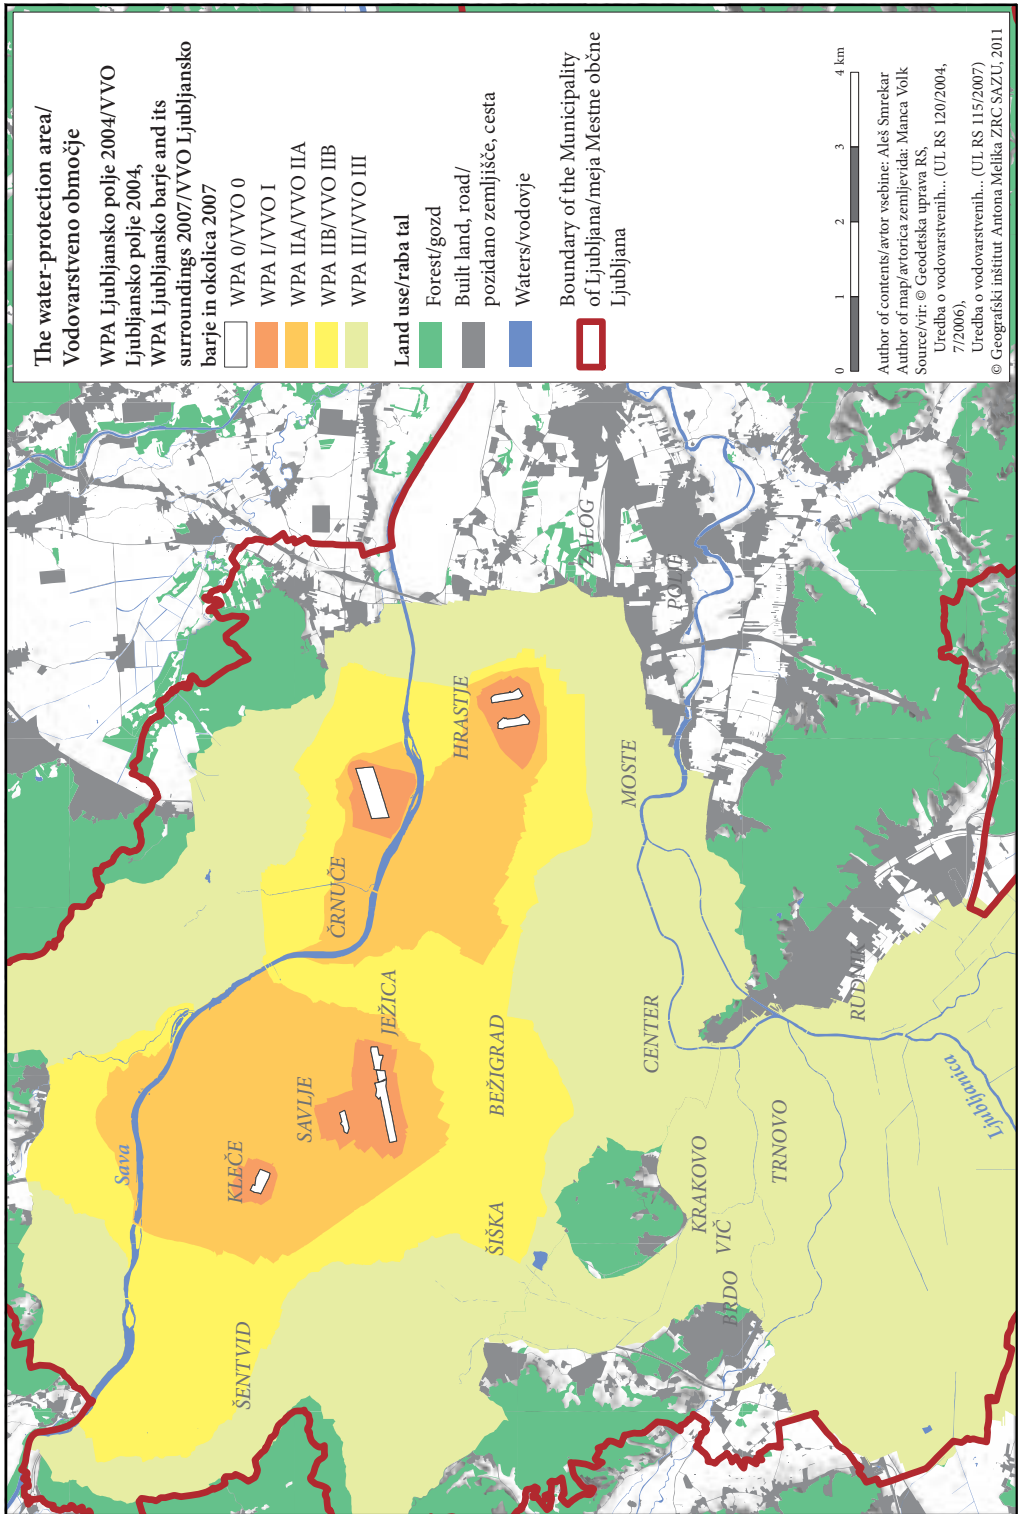 The water-protection area/
Vodovarstveno območje
WPA Ljubljansko polje 2004/VVO
Ljubljansko polje 2004,
WPA Ljubljansko barje and its
surroundings 2007/VVO Ljubljansko
barje in okolica 2007
WPA 0/VVO 0
WPA I/VVO I
WPA IIA/VVO IIA
WPA IIB/VVO IIB
WPA III/VVO III
Land use/raba tal
Forest/gozd
Built land, road/
pozidano zemljišče, cesta
Waters/vodovje
Boundary of the Municipality
of Ljubljana/meja Mestne občne
Ljubljana
0 1 2 3 4 km
Author of contents/avtor vsebine: Aleš Smrekar
Author of map/avtorica zemljevida: Manca Volk
Source/vir: © Geodetska uprava RS,
Uredba o vodovarstvenih... (UL RS 120/2004,
7/2006),
Uredba o vodovarstvenih... (UL RS 115/2007)
© Geografski inštitut Antona Melika ZRC SAZU, 2011
Sava
ŠENTVID
KLEČE
SAVLJE
JEŽICA
ČRNUČE
HRASTJE
ŠIŠKA
BEŽIGRAD
ZALOG
POLJE
MOSTE
CENTER
KRAKOVO
VIČ
BRDO
TRNOVO
RUDNIK
Ljubljanica